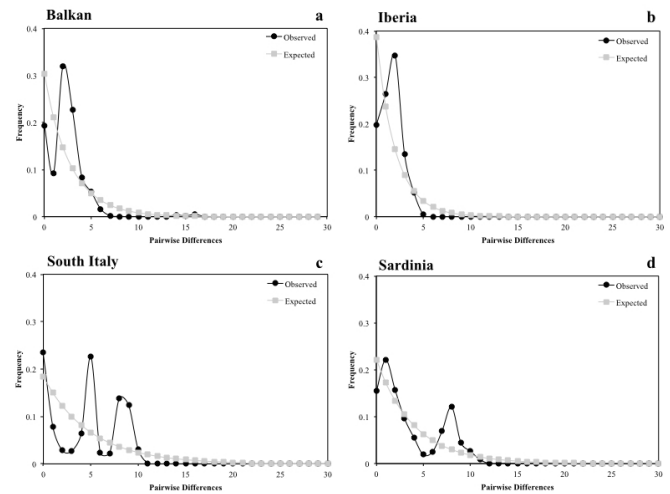 Balkan
a
0.4
0.3
0.2
0.1
0
Frequency
Observed
Expected
0 5 10 15 20 25 30
Pairwise Differences
Iberia
b
0.4
0.3
0.2
0.1
0
Frequency
Observed
Expected
0 5 10 15 20 25 30
Pairwise Differences
South Italy
c
0.4
0.3
0.2
0.1
0
Frequency
Observed
Expected
0 5 10 15 20 25 30
Pairwise Differences
Sardinia
d
0.4
0.3
0.2
0.1
0
Frequency
Observed
Expected
0 5 10 15 20 25 30
Pairwise Differences